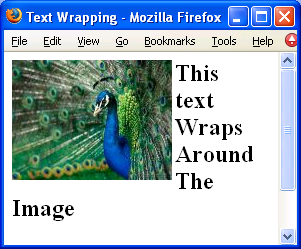 Text Wrapping - Mozilla Firefox
File Edit View Go Bookmarks Tools Help
This
text
Wraps
Around
The
Image